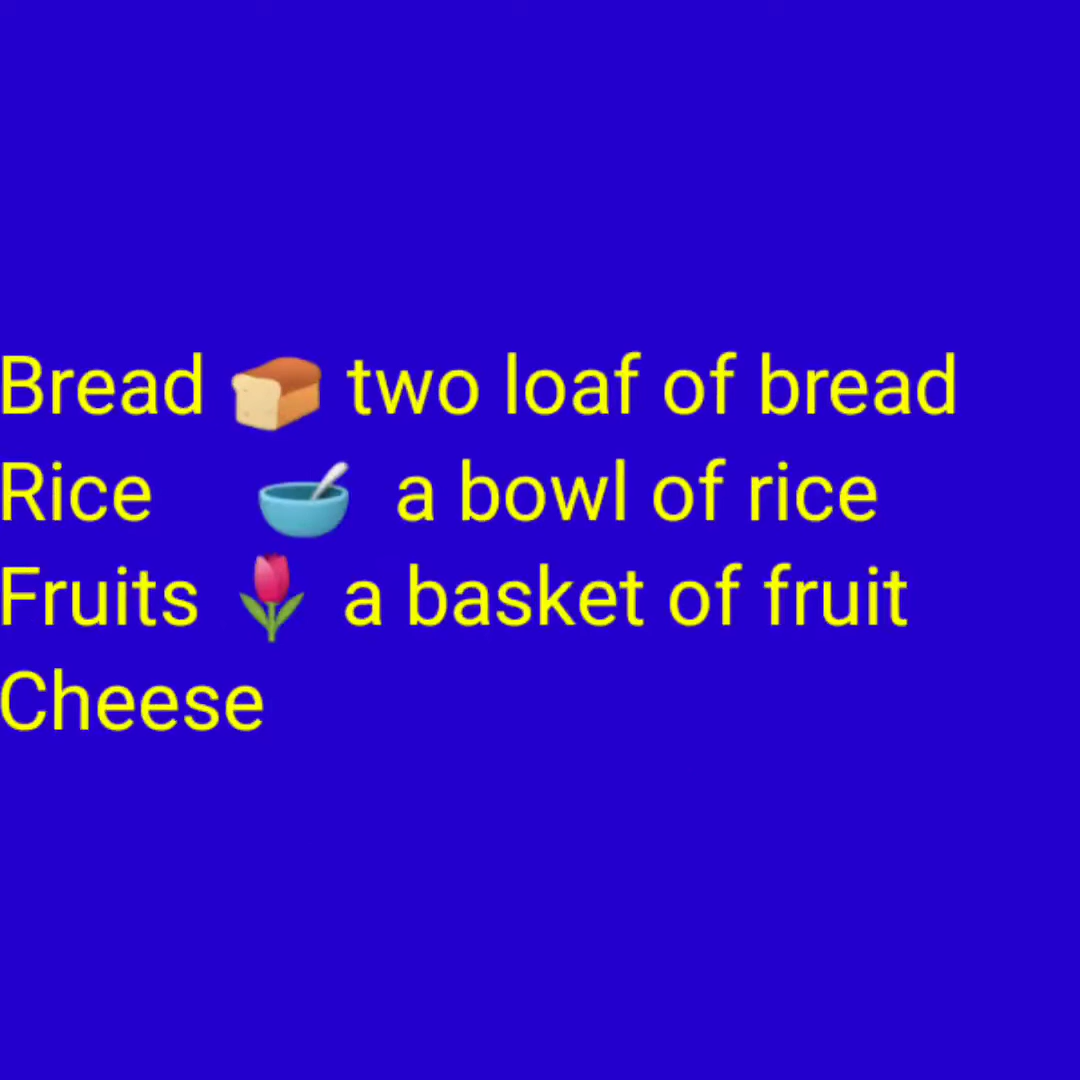 Bread 🍞 two loaf of bread
Rice 🥣 a bowl of rice
Fruits 🌷 a basket of fruit
Cheese